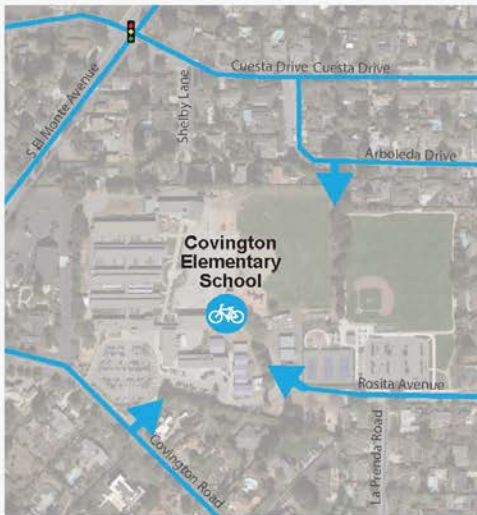 Cuesta Drive Cuesta Drive
S El Monte Avenue
Shelby Lane
Arboleda Drive
Covington
Elementary
School
Rosita Avenue
La Prenda Road
Covington Road